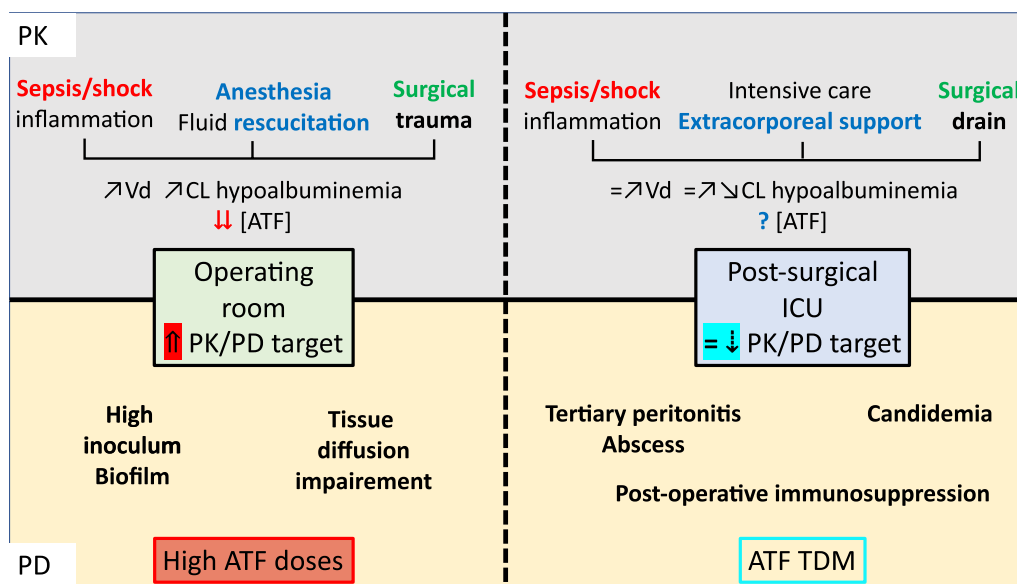 PK
Sepsis/shock
inflammation
Anesthesia
Fluid rescucitation
Surgical
trauma
↗Vd ↗CL hypoalbuminemia
⇊ [ATF]
Operating
room
⇑ PK/PD target
High
inoculum
Biofilm
Tissue
diffusion
impairement
High ATF doses
Sepsis/shock
inflammation
Intensive care
Extracorporeal support
Surgical
drain
=↗Vd =↗↘CL hypoalbuminemia
? [ATF]
Post-surgical
ICU
=⇣ PK/PD target
Tertiary peritonitis
Abscess
Candidemia
Post-operative immunosuppression
ATF TDM
PD